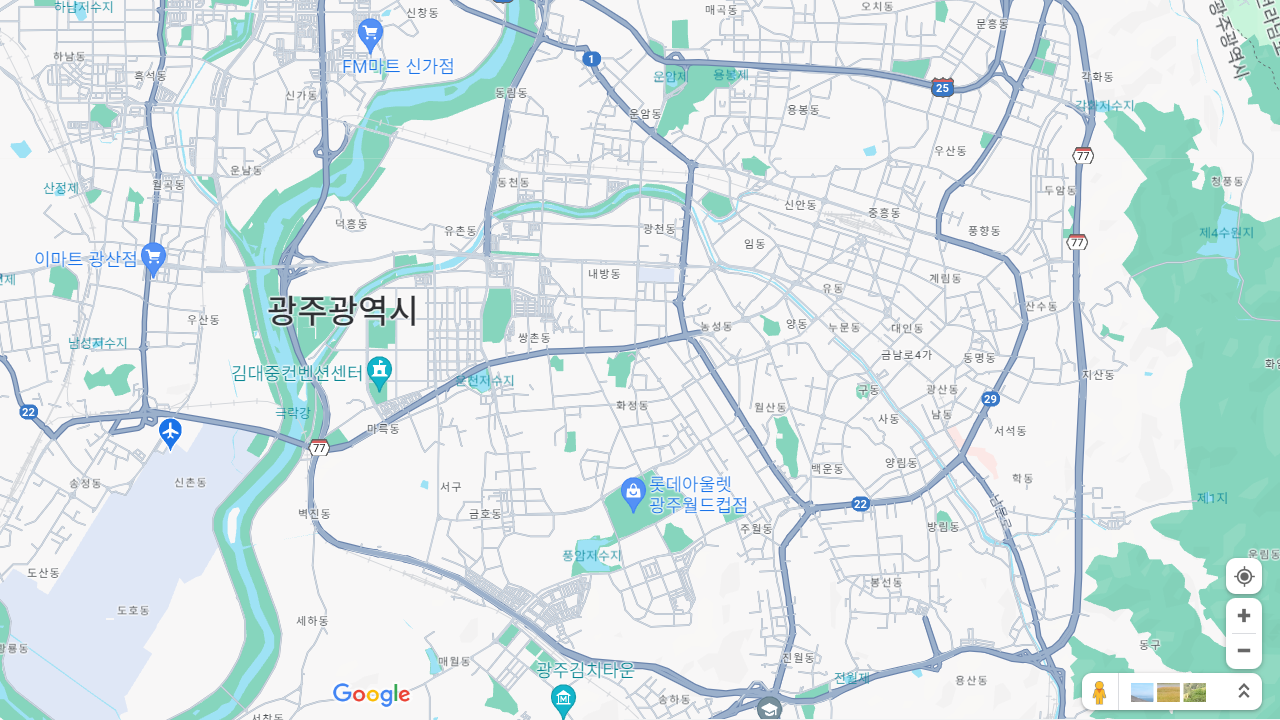 하남저수지
신창동
매곡동
오치동
문흥동
광주광역시
하남동
흑석동
FM마트 신가점
1
운암제
용봉제
25
각화동
신가동
동림동
운암동
용봉동
각화저수지
우산동
77
운남동
산정제
월곡동
동천동
두암동
청풍동
신안동
중흥동
덕흥동
유촌동
광천동
풍향동
제4수원지
임동
77
이마트 광산점
내방동
게림동
유동
광주광역시
산수동
우산동
농성동
양동
누문동
대인동
쌍촌동
남선저수지
금남로4가
동명동
김대중컨벤션센터
운천저수지
지산동
구동
광산동
29
22
극락강
화정동
월산동
사동
남동
마륵동
서석동
77
백운동
양림동
송정동
신촌동
서구
롯데아울렛
광주월드컵점
학동
제1지
22
벽진동
금호동
주월동
방림동
남문로
풍암저수지
운림동
도산동
봉선동
도호동
세하동
동구
매월동
진월동
광주김치타운
전원제
용산동
Google
송하동
서창동